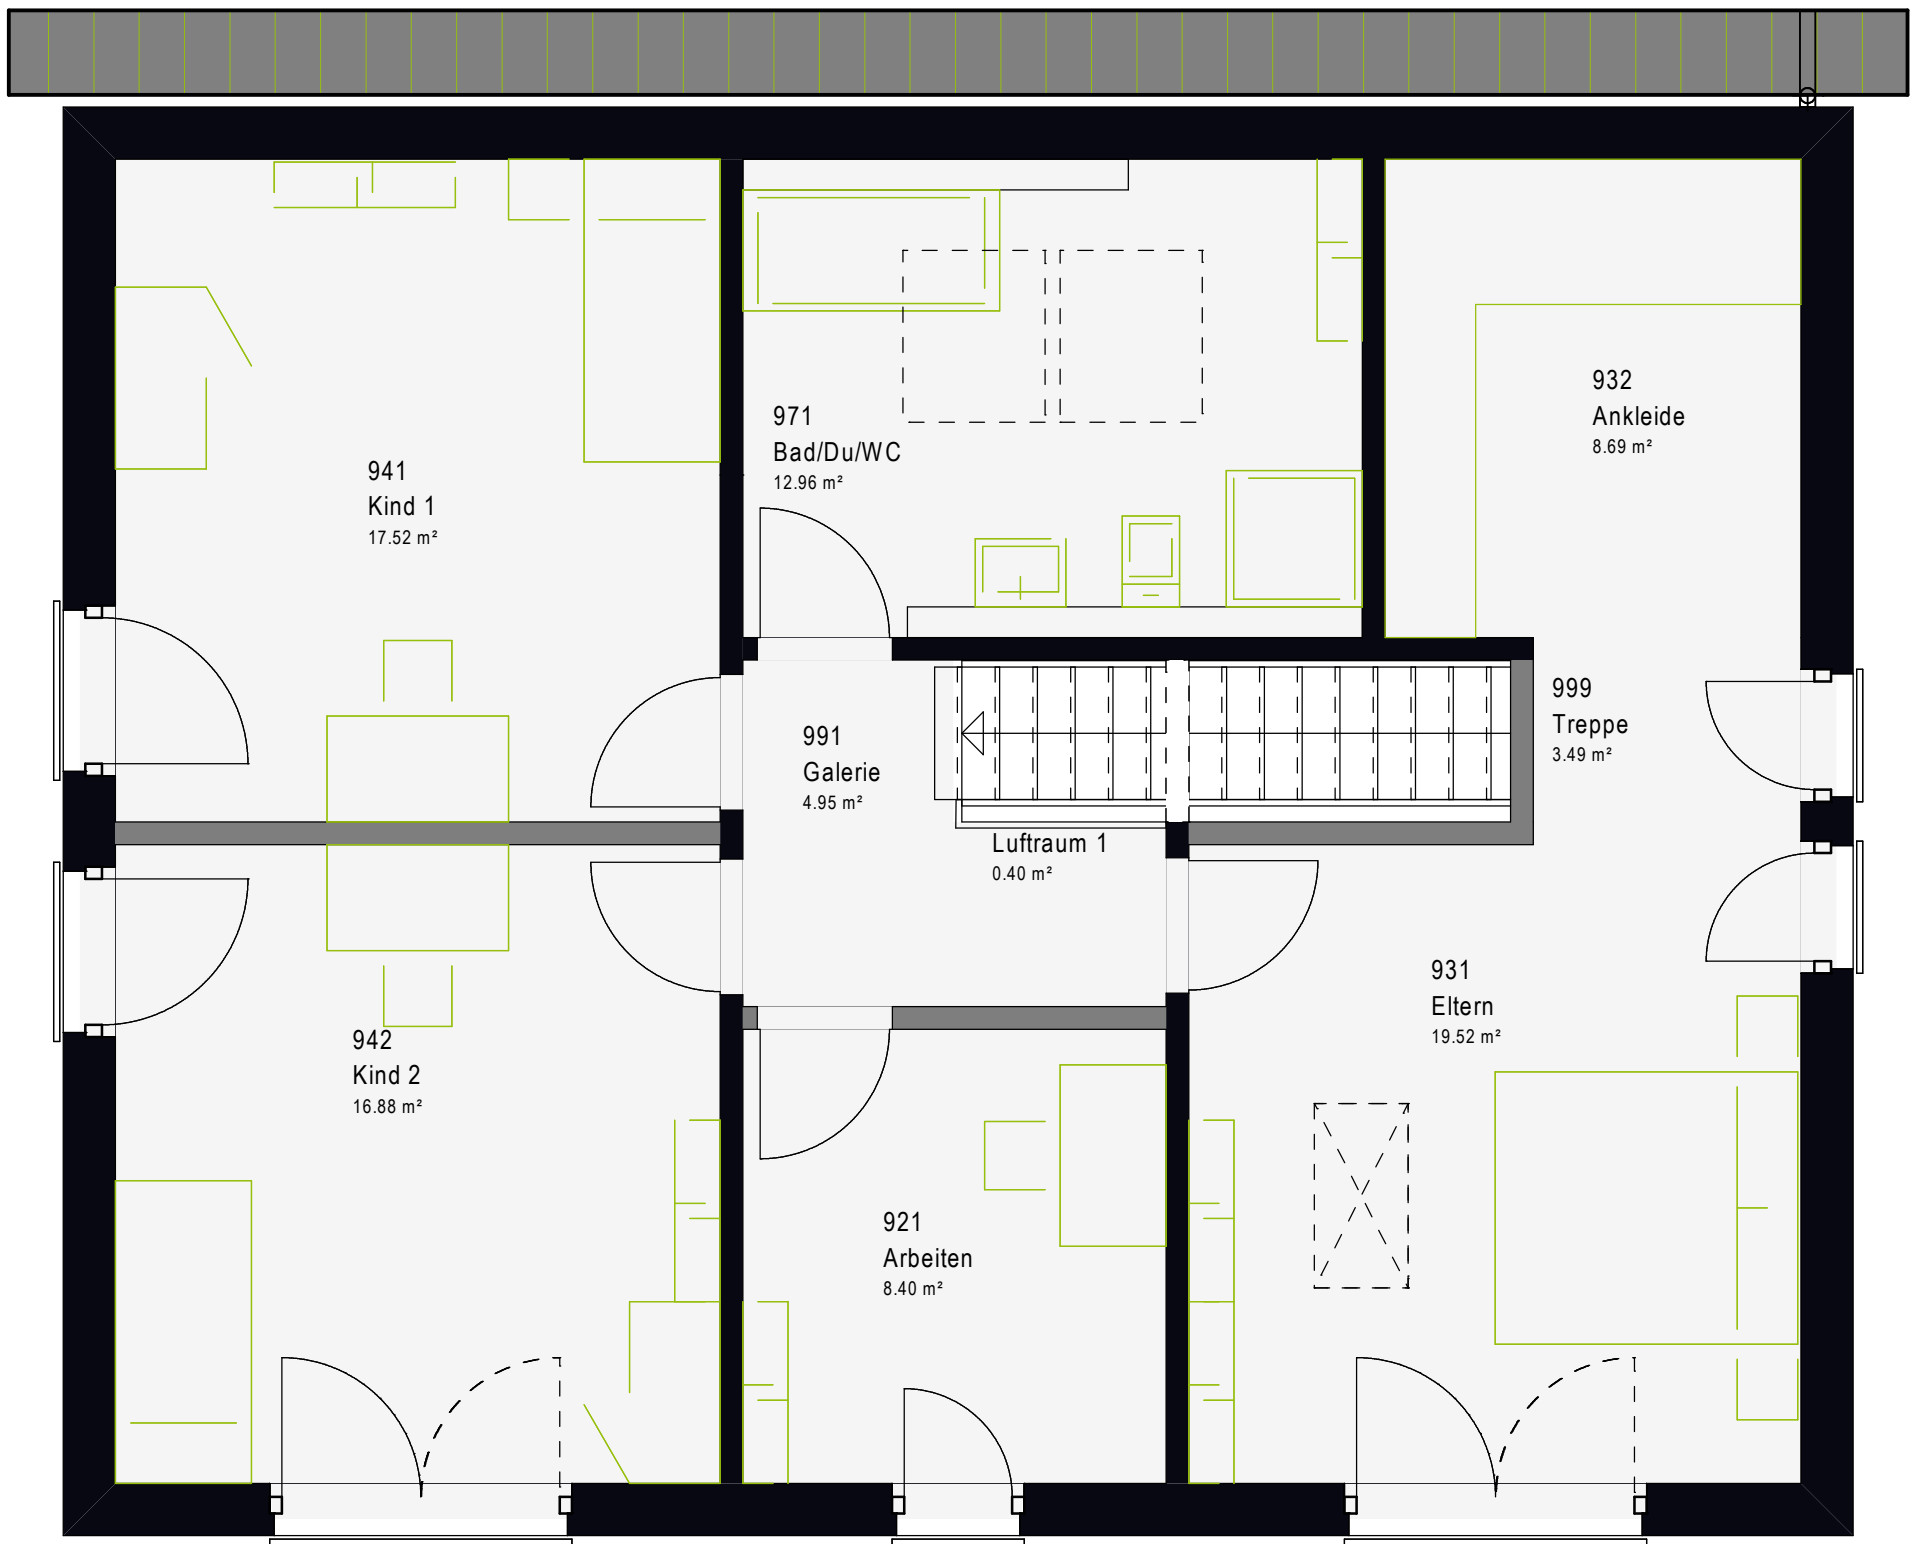 932
Ankleide
8.69 m²
971
Bad/Du/WC
12.96 m²
941
Kind 1
17.52 m²
999
Treppe
3.49 m²
991
Galerie
4.95 m²
Luftraum 1
0.40 m²
931
Eltern
19.52 m²
942
Kind 2
16.88 m²
921
Arbeiten
8.40 m²